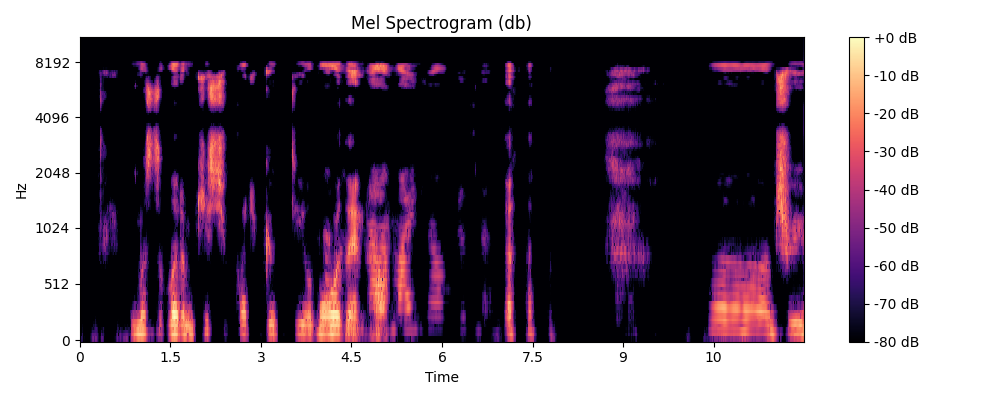 Mel Spectrogram (db)
8192
4096
2048
1024
512
0
Hz
0 1.5 3 4.5 6 7.5 9 10
Time
+0 dB
-10 dB
-20 dB
-30 dB
-40 dB
-50 dB
-60 dB
-70 dB
-80 dB